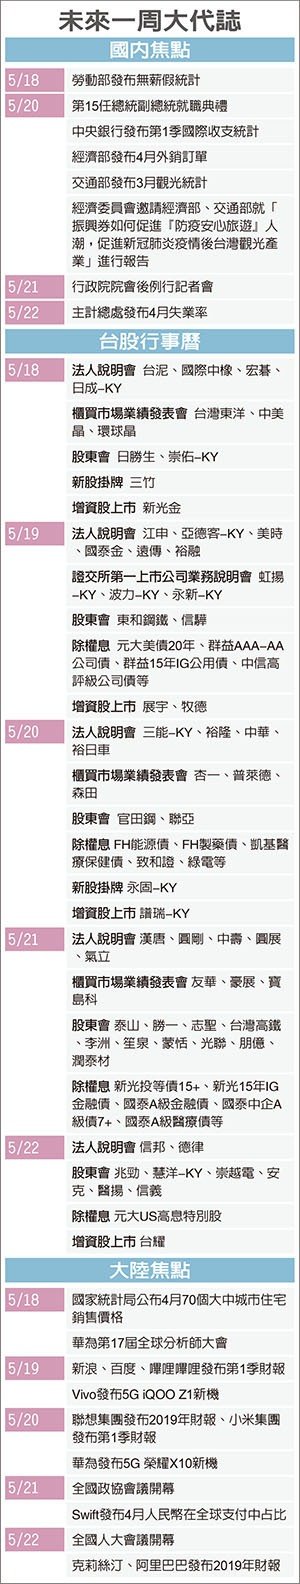 未來一周大代誌
國內焦點
5/18 勞動部發布無薪假統計
5/20 第15任總統副總統就職典禮
中央銀行發布第1季國際收支統計
經濟部發布4月外銷訂單
交通部發布3月觀光統計
經濟委員會邀請經濟部、交通部就「
振興券如何促進『防疫安心旅遊』人
潮,促進新冠肺炎疫情後台灣觀光產
業」進行報告
5/21 行政院院會後例行記者會
5/22 主計總處發布4月失業率
台股行事曆
5/18 法人說明會 台泥、國際中橡、宏碁、
日成-KY
櫃買市場業績發表會 台灣東洋、中美
晶、環球晶
股東會 日勝生、崇佑-KY
新股掛牌 三竹
增資股上市 新光金
5/19 法人說明會 江申、亞德客-KY、美時
、國泰金、遠傳、裕融
證交所第一上市公司業務說明會 虹揚
-KY、波力-KY、永新-KY
股東會 東和鋼鐵、信驊
除權息 元大美債20年、群益AAA-AA
公司債、群益15年IG公用債、中信高
評級公司債等
增資股上市 展宇、牧德
5/20 法人說明會 三能-KY、裕隆、中華、
裕日車
櫃買市場業績發表會 杏一、普萊德、
森田
股東會 官田鋼、聯亞
除權息 FH能源債、FH製藥債、凱基醫
療保健債、致和證、綠電等
新股掛牌 永固-KY
增資股上市 譜瑞-KY
5/21 法人說明會 漢唐、圓剛、中壽、圓展
、氣立
櫃買市場業績發表會 友華、豪展、寶
島科
股東會 泰山、勝一、志聖、台灣高鐵
、李洲、笙泉、蒙恬、光聯、朋億、
潤泰材
除權息 新光投等債15+、新光15年IG
金融債、國泰A級金融債、國泰中企A
級債7+、國泰A級醫療債等
5/22 法人說明會 信邦、德律
股東會 兆勁、慧洋-KY、崇越電、安
克、醫揚、信義
除權息 元大US高息特別股
增資股上市 台耀
大陸焦點
5/18 國家統計局公布4月70個大中城市住宅
銷售價格
華為第17屆全球分析師大會
5/19 新浪、百度、嗶哩嗶哩發布第1季財報
Vivo發布5G iQOO Z1新機
5/20 聯想集團發布2019年財報、小米集團
發布第1季財報
華為發布5G 榮耀X10新機
5/21 全國政協會議開幕
Swift發布4月人民幣在全球支付中占比
5/22 全國人大會議開幕
克莉絲汀、阿里巴巴發布2019年財報